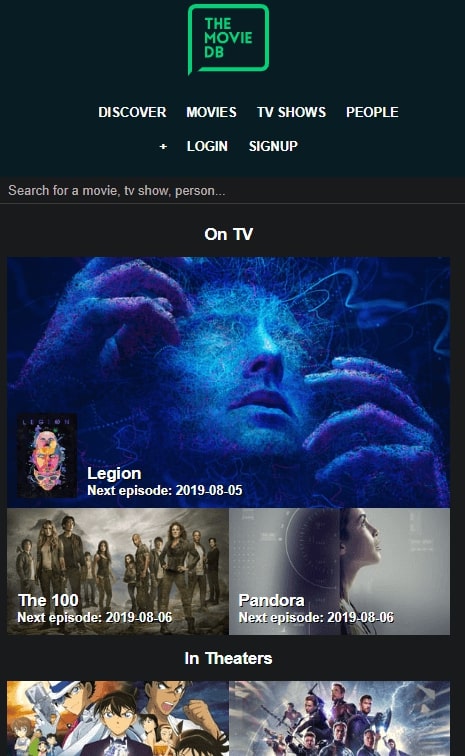 THE
MOVIE
DB
DISCOVER MOVIES TV SHOWS PEOPLE
+ LOGIN SIGNUP
Search for a movie, tv show, person...
On TV
LEGION
Legion
Next episode: 2019-08-05
The 100
Next episode: 2019-08-06
Pandora
Next episode: 2019-08-06
In Theaters